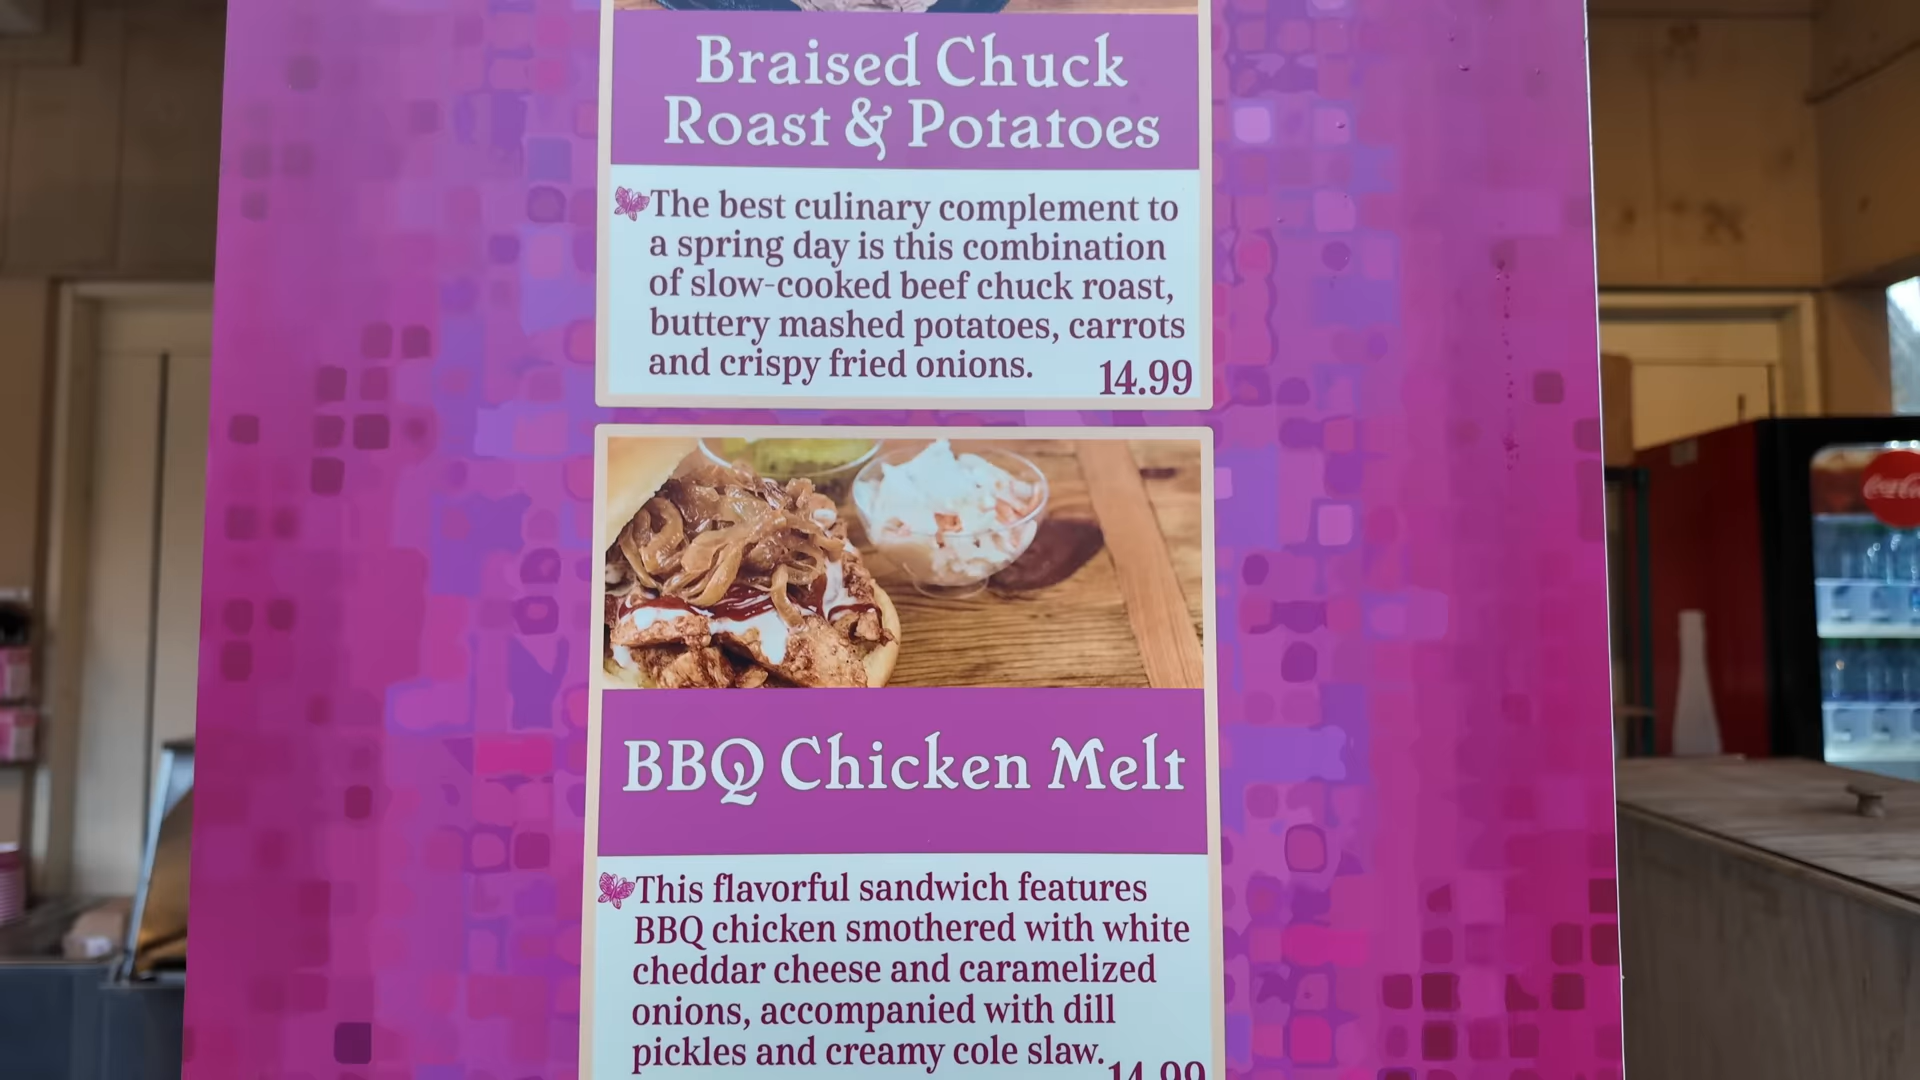 Braised Chuck
Roast & Potatoes
The best culinary complement to
a spring day is this combination
of slow-cooked beef chuck roast,
buttery mashed potatoes, carrots
and crispy fried onions.
14.99
BBQ Chicken Melt
This flavorful sandwich features
BBQ chicken smothered with white
cheddar cheese and caramelized
onions, accompanied with dill
pickles and creamy cole slaw.
14.99